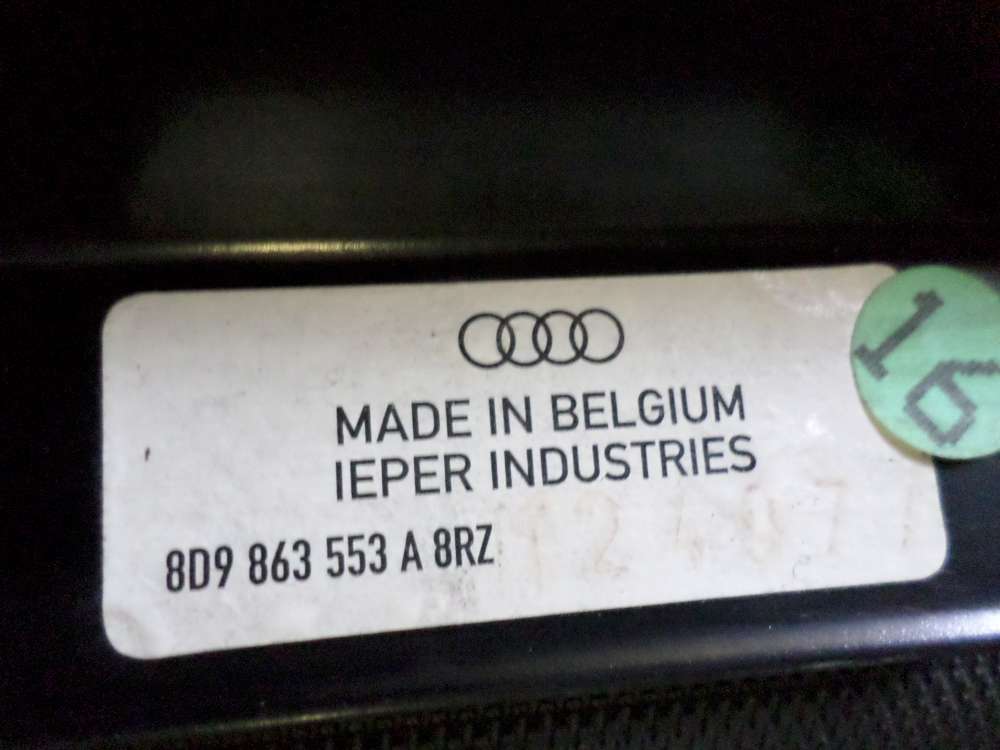 MADE IN BELGIUM
IEPER INDUSTRIES
8D9 863 553 A 8RZ
16